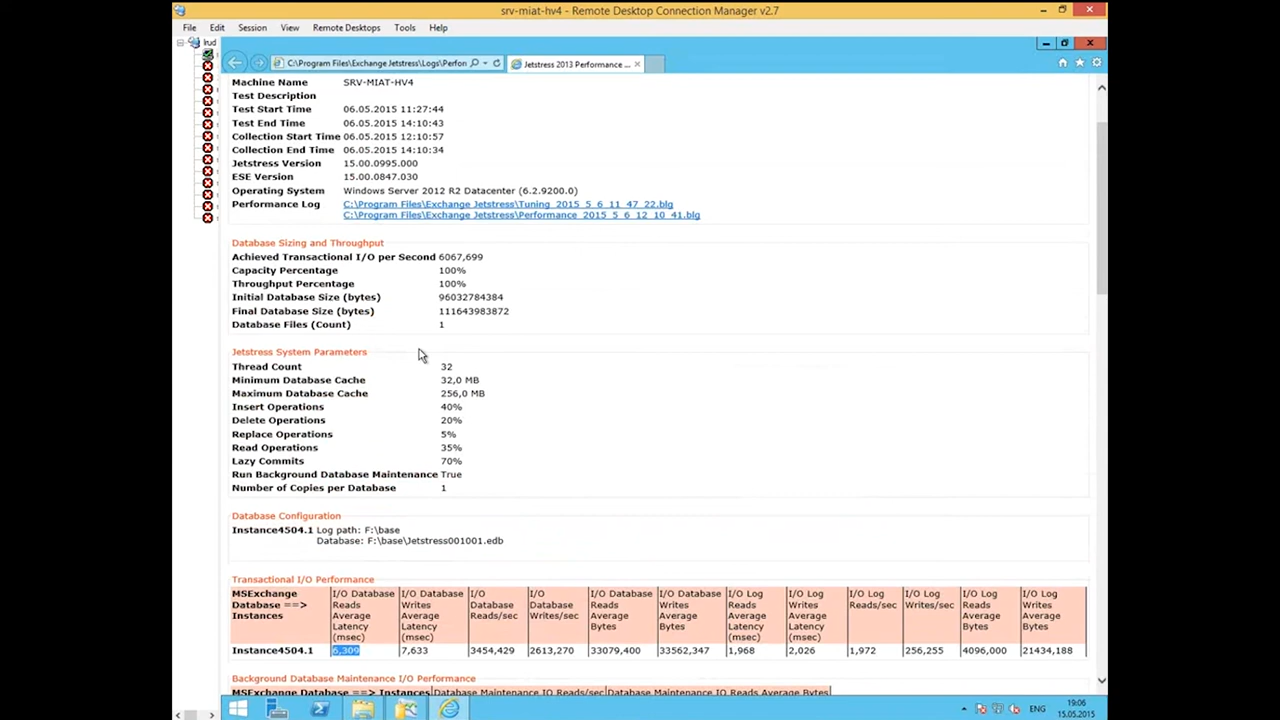 srv-miat-hv4 - Remote Desktop Connection Manager v2.7
File Edit Session View Tools Help
lrud
C:\Program Files\Exchange Jetstress\Logs\Perfon
Jetstress 2013 Performance ...
Machine Name SRV-MIAT-HV4
Test Description
Test Start Time 06.05.2015 11:27:44
Test End Time 06.05.2015 14:10:43
Collection Start Time 06.05.2015 12:10:57
Collection End Time 06.05.2015 14:10:34
Jetstress Version 15.00.0995.000
ESE Version 15.00.0847.030
Operating System Windows Server 2012 R2 Datacenter (6.2.9200.0)
Performance Log C:\Program Files\Exchange Jetstress\Tuning_2015_5_6_11_47_22.blg
C:\Program Files\Exchange Jetstress\Performance_2015_5_6_12_10_41.blg
Database Sizing and Throughput
Achieved Transactional I/O per Second 6067,699
Capacity Percentage 100%
Throughput Percentage 100%
Initial Database Size (bytes) 96032784384
Final Database Size (bytes) 111643983872
Database Files (Count) 1
Jetstress System Parameters
Thread Count 32
Minimum Database Cache 32,0 MB
Maximum Database Cache 256,0 MB
Insert Operations 40%
Delete Operations 20%
Replace Operations 5%
Read Operations 35%
Lazy Commits 70%
Run Background Database Maintenance True
Number of Copies per Database 1
Database Configuration
Instance4504.1 Log path: F:\base
Database: F:\base\Jetstress001001.edb
Transactional I/O Performance
MSExchange Database ==> Instances I/O Database Reads Average Latency (msec) I/O Database Writes Average Latency (msec) I/O Database Reads/sec I/O Database Writes/sec I/O Database Reads Average Bytes I/O Database Writes Average Bytes I/O Log Reads Average Latency (msec) I/O Log Writes Average Latency (msec) I/O Log Reads/sec I/O Log Writes/sec I/O Log Reads Average Bytes I/O Log Writes Average Bytes
Instance4504.1 6,309 7,633 3454,429 2613,270 33079,400 33562,347 1,968 2,026 1,972 256,255 4096,000 21434,188
Background Database Maintenance I/O Performance
MSExchange Database ==> Instances Database Maintenance IO Reads/sec Database Maintenance IO Reads Average Bytes
ENG
19:06
15.05.2015